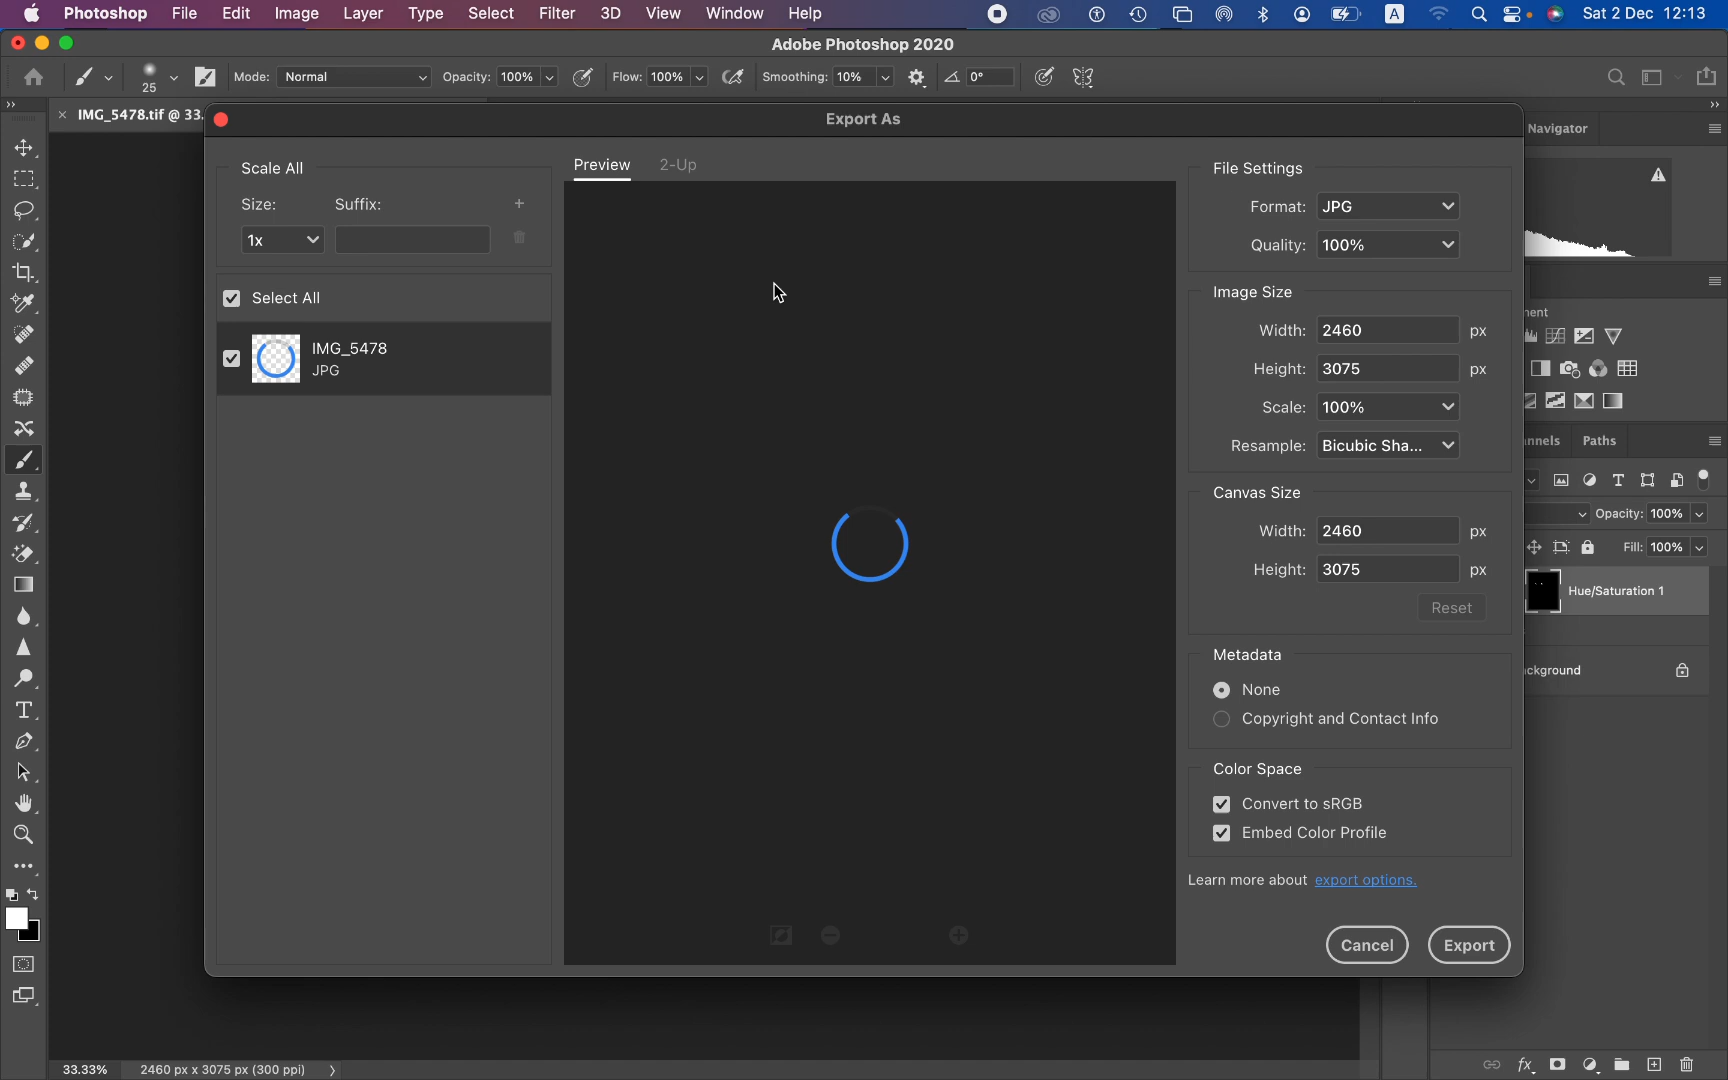 Photoshop File Edit Image Layer Type Select Filter 3D View Window Help A Sat 2 Dec 12:13
Adobe Photoshop 2020
25 Mode: Normal Opacity: 100% Flow: 100% Smoothing: 10% 0°
IMG_5478.tif @ 33.
Export As
Navigator
Scale All
Size: Suffix:
1x
Select All
IMG_5478
JPG
Preview 2-Up
File Settings
Format: JPG
Quality: 100%
Image Size
Width: 2460 px
Height: 3075 px
Scale: 100%
Resample: Bicubic Sha...
Canvas Size
Width: 2460 px
Height: 3075 px
Reset
Metadata
None
Copyright and Contact Info
Color Space
Convert to sRGB
Embed Color Profile
Learn more about export options.
Cancel Export
nent
nnels Paths
Opacity: 100%
Fill: 100%
Hue/Saturation 1
ckground
33.33% 2460 px x 3075 px (300 ppi)